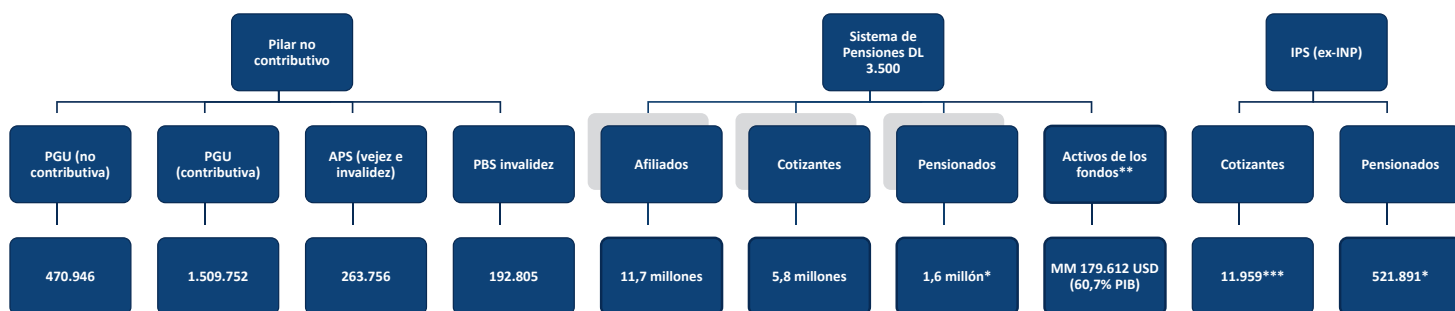 Pilar no
contributivo
Sistema de
Pensiones DL
3.500
IPS (ex-INP)
PGU (no
contributiva)
PGU
(contributiva)
APS (vejez e
invalidez)
PBS invalidez
Afiliados
Cotizantes
Pensionados
Activos de los
fondos**
Cotizantes
Pensionados
470.946
1.509.752
263.756
192.805
11,7 millones
5,8 millones
1,6 millón*
MM 179.612 USD
(60,7% PIB)
11.959***
521.891*